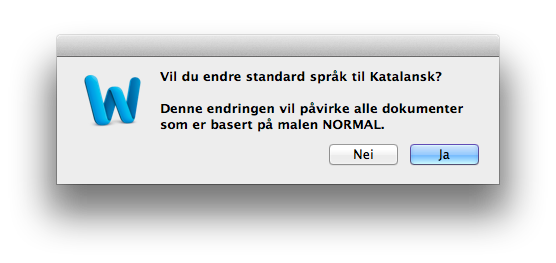 Vil du endre standard språk til Katalansk?
Denne endringen vil påvirke alle dokumenter
som er basert på malen NORMAL.
Nei
Ja